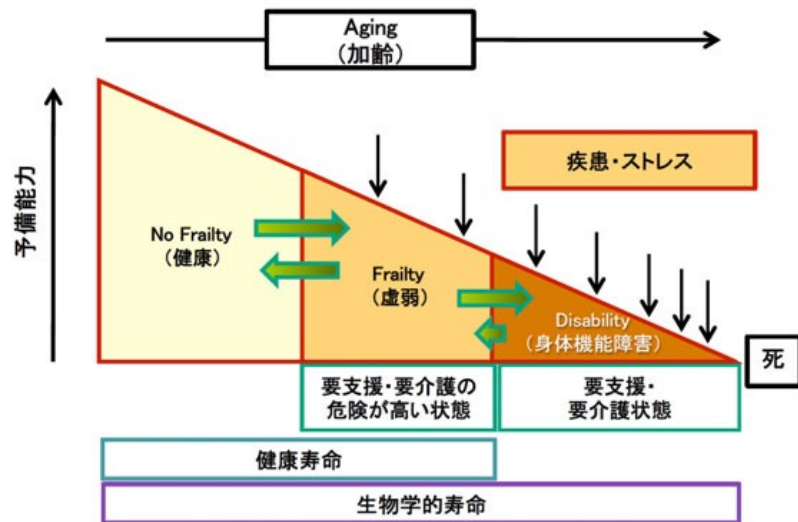 Aging
(加齢)
予備能力
疾患・ストレス
No Frailty
(健康)
Frailty
(虚弱)
Disability
(身体機能障害)
死
要支援・要介護の
危険が高い状態
要支援・
要介護状態
健康寿命
生物学的寿命